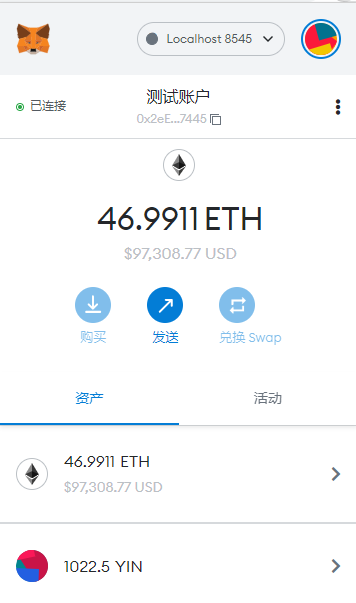 Localhost 8545
已连接
测试账户
0x2eE...7445
46.9911 ETH
$97,308.77 USD
购买
发送
兑换 Swap
资产
活动
46.9911 ETH
$97,308.77 USD
1022.5 YIN